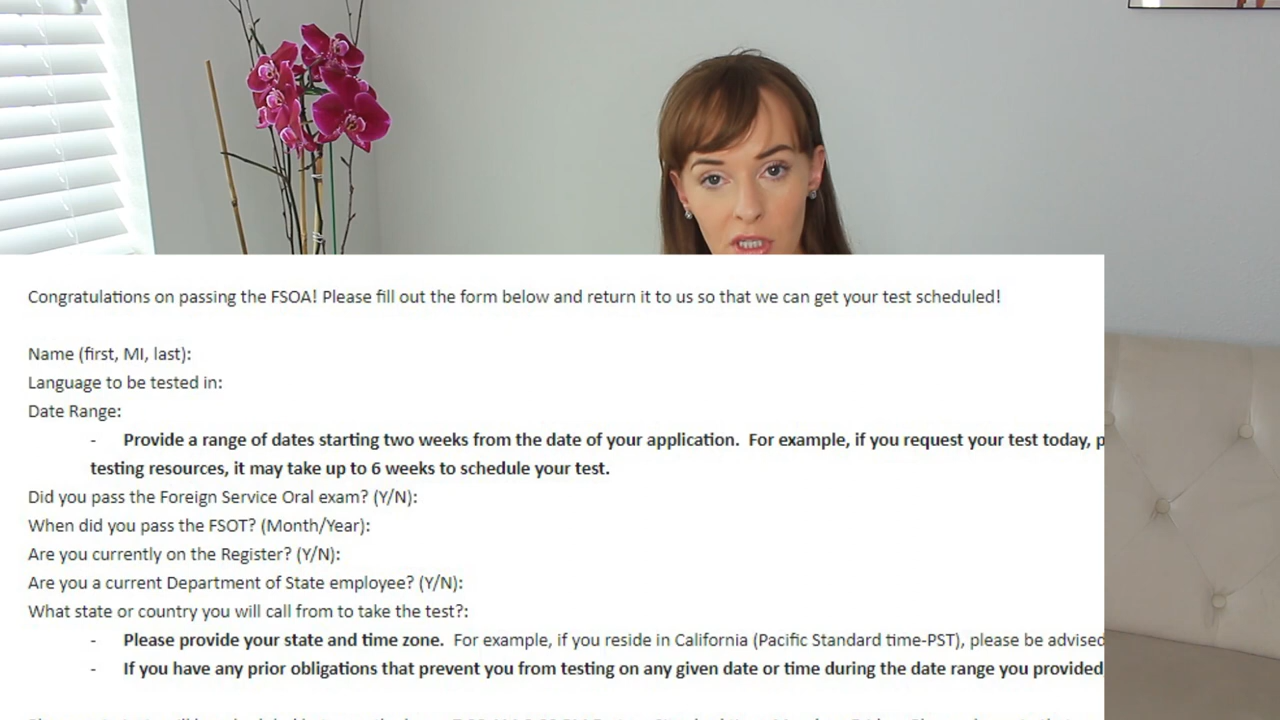 Congratulations on passing the FSOA! Please fill out the form below and return it to us so that we can get your test scheduled!
Name (first, MI, last):
Language to be tested in:
Date Range:
- Provide a range of dates starting two weeks from the date of your application. For example, if you request your test today, p
testing resources, it may take up to 6 weeks to schedule your test.
Did you pass the Foreign Service Oral exam? (Y/N):
When did you pass the FSOT? (Month/Year):
Are you currently on the Register? (Y/N):
Are you a current Department of State employee? (Y/N):
What state or country you will call from to take the test?:
- Please provide your state and time zone. For example, if you reside in California (Pacific Standard time-PST), please be advised
- If you have any prior obligations that prevent you from testing on any given date or time during the date range you provided